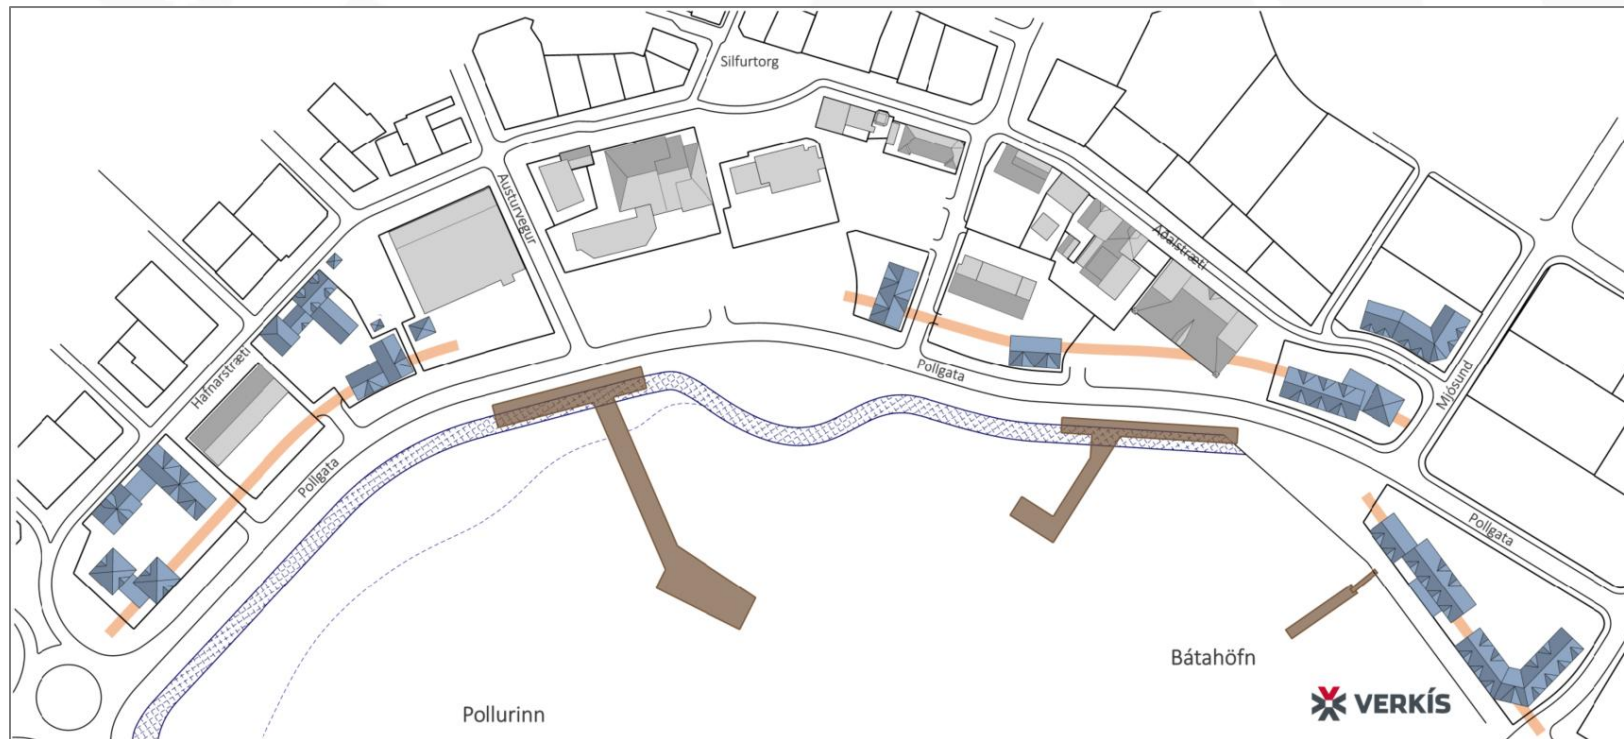 Silfurtorg
Austurvegur
Aðalstræti
Hafnarstræti
Pollgata
Mjósund
Pollgata
Pollgata
Bátahöfn
Pollurinn
VERKÍS